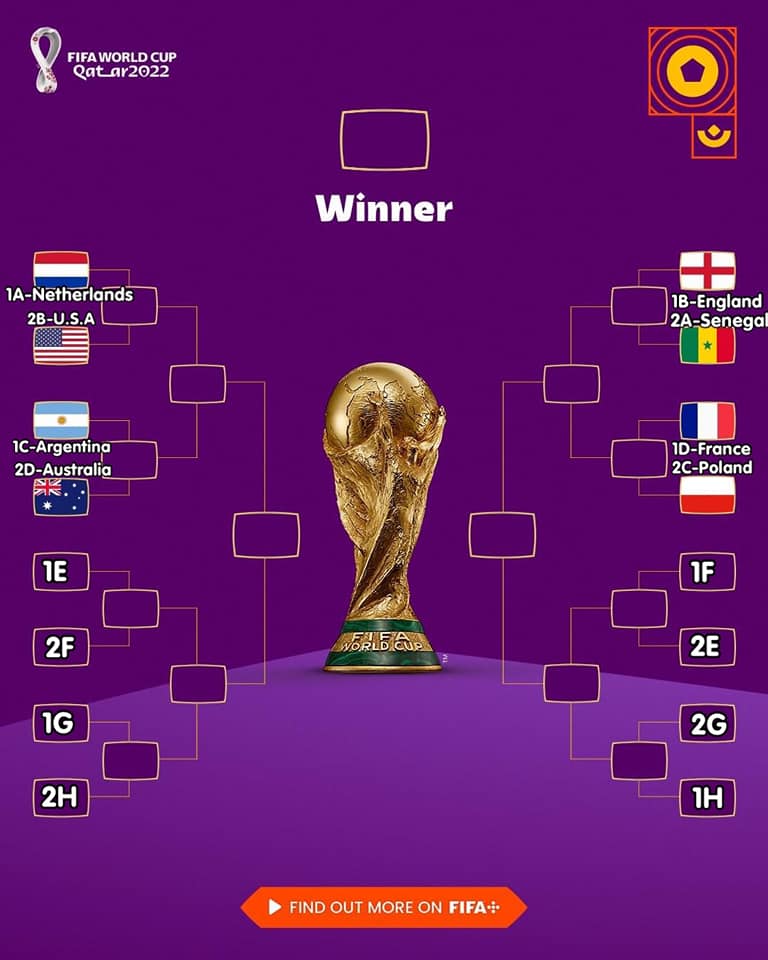 FIFA WORLD CUP
Qatar2022
Winner
1A-Netherlands
2B-U.S.A
1C-Argentina
2D-Australia
1E
2F
1G
2H
1B-England
2A-Senegal
1D-France
2C-Poland
1F
2E
2G
1H
FIFA
WORLD CUP
TM
FIND OUT MORE ON FIFA+